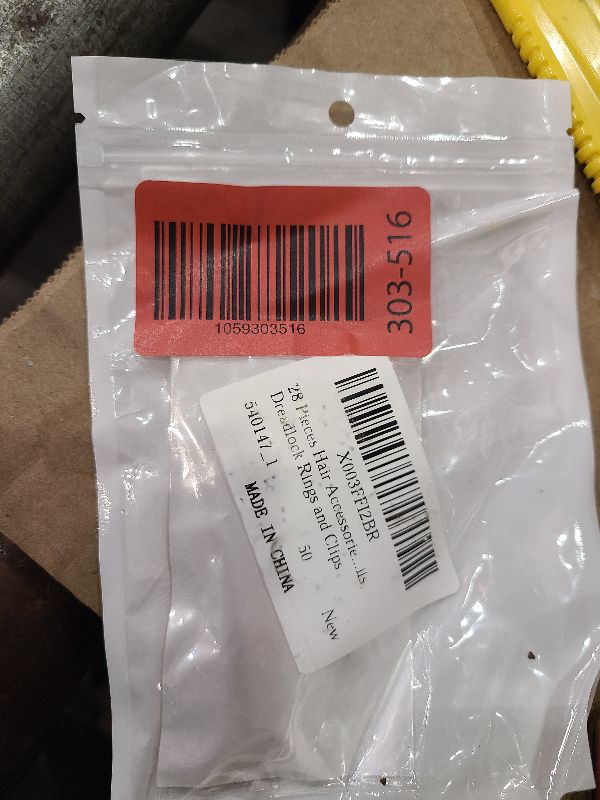 1059303516
303-516
X003FFI2BR
28 Pieces Hair Accessorie...ils,
Dreadlock Rings and Clips
540147_1 50 New
MADE IN CHINA